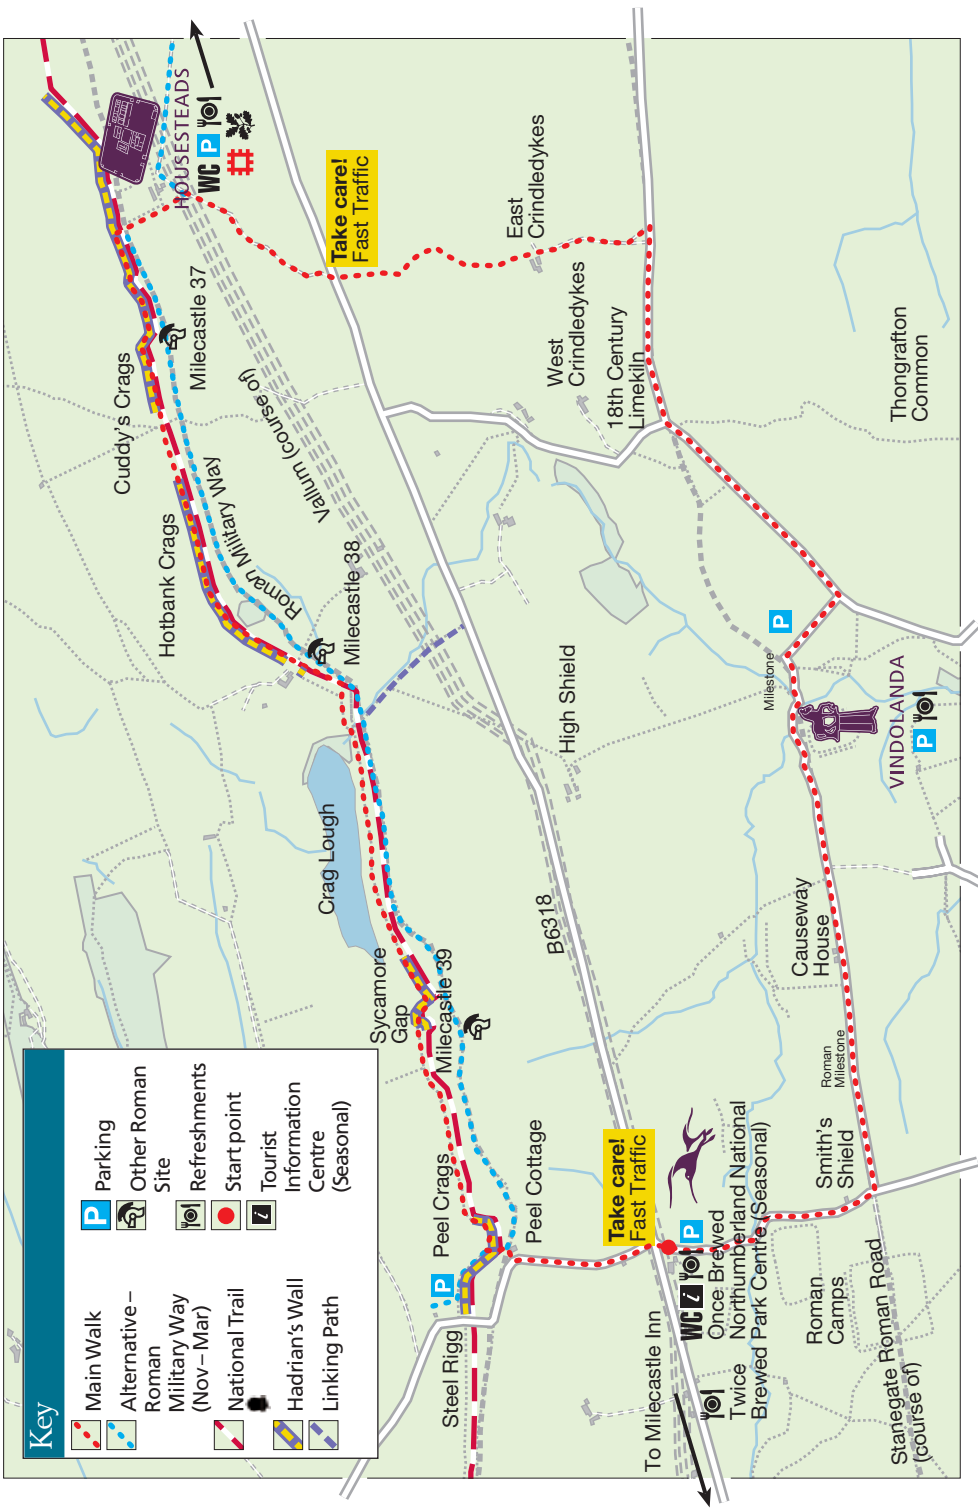 Key
Main Walk
Alternative –
Roman
Military Way
(Nov – Mar)
National Trail
Hadrian's Wall
Linking Path
P
Parking
Other Roman
Site
Refreshments
Start point
i
Tourist
Information
Centre
(Seasonal)
Steel Rigg
P
Peel Crags
Peel Cottage
Sycamore
Gap
Milecastle 39
Crag Lough
Hotbank Crags
Milecastle 38
Roman Military Way
Cuddy's Crags
Milecastle 37
Vallum (course of)
HOUSESTEADS
WC P
Take care!
Fast Traffic
East
Crindledykes
West
Crindledykes
18th Century
Limekiln
Thongrafton
Common
High Shield
B6318
P
Milestone
VINDOLANDA
P
Causeway
House
Roman
Milestone
Smith's
Shield
Take care!
Fast Traffic
To Milecastle Inn
WC i P
Once Brewed
Northumberland National
Park Centre (Seasonal)
Twice
Brewed
Roman
Camps
Stanegate Roman Road
(course of)